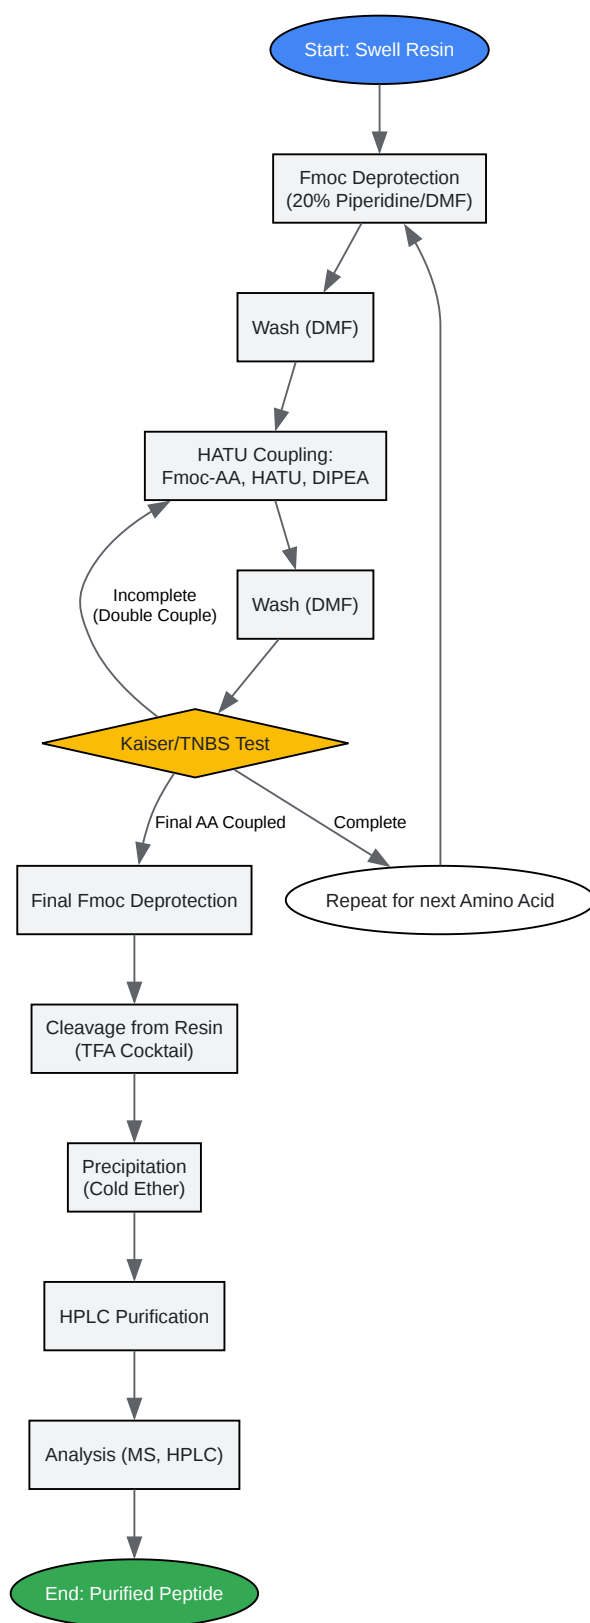 Start: Swell Resin
Fmoc Deprotection
(20% Piperidine/DMF)
Wash (DMF)
HATU Coupling:
Fmoc-AA, HATU, DIPEA
Incomplete
(Double Couple)
Wash (DMF)
Kaiser/TNBS Test
Final AA Coupled
Complete
Final Fmoc Deprotection
Repeat for next Amino Acid
Cleavage from Resin
(TFA Cocktail)
Precipitation
(Cold Ether)
HPLC Purification
Analysis (MS, HPLC)
End: Purified Peptide